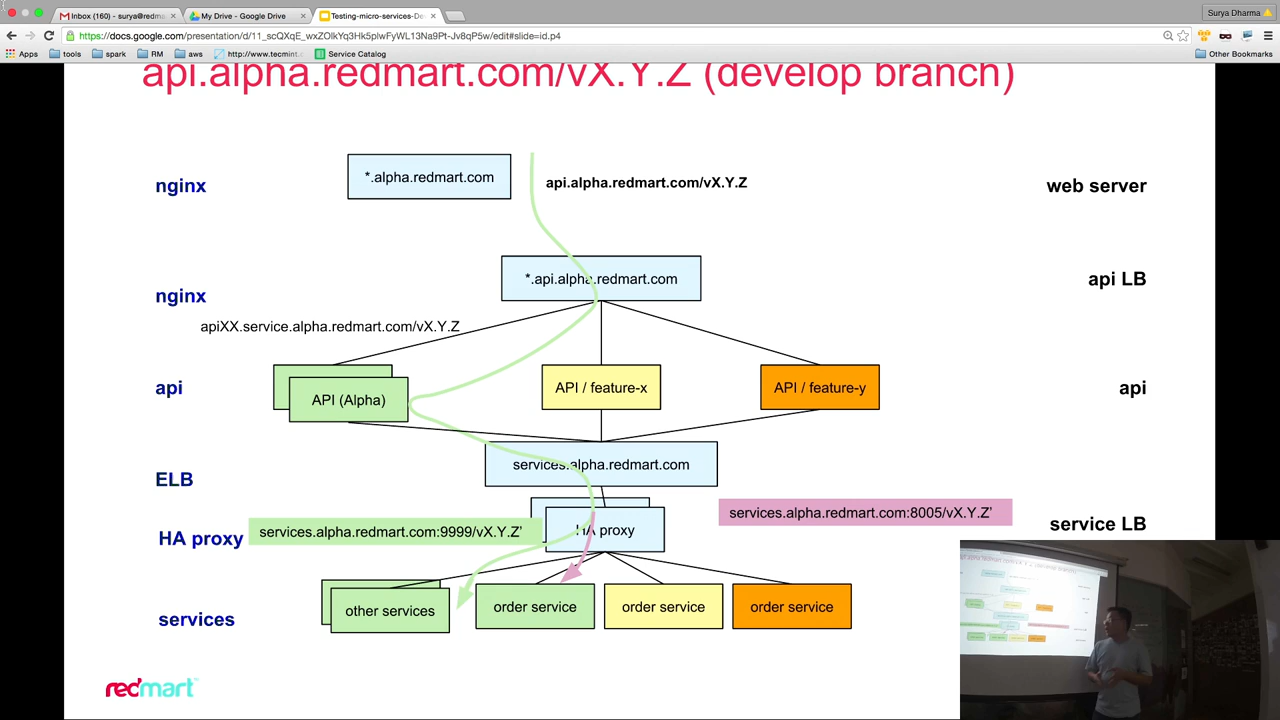 Inbox (160) - surya@redma
My Drive - Google Drive
Testing-micro-services-De
Surya Dharma
https://docs.google.com/presentation/d/11_scQXqE_wxZOlkYq3Hk5plwFyWL13Na9Pt-Jv8qP5w/edit#slide=id.p4
Apps
tools
spark
RM
aws
http://www.tecmint.c
Service Catalog
Other Bookmarks
api.alpha.redmart.com/vX.Y.Z (develop branch)
nginx
*.alpha.redmart.com
api.alpha.redmart.com/vX.Y.Z
web server
nginx
*.api.alpha.redmart.com
api LB
apiXX.service.alpha.redmart.com/vX.Y.Z
api
API (Alpha)
API / feature-x
API / feature-y
api
ELB
services.alpha.redmart.com
HA proxy
services.alpha.redmart.com:9999/vX.Y.Z'
HA proxy
services.alpha.redmart.com:8005/vX.Y.Z'
service LB
services
other services
order service
order service
order service
redmart